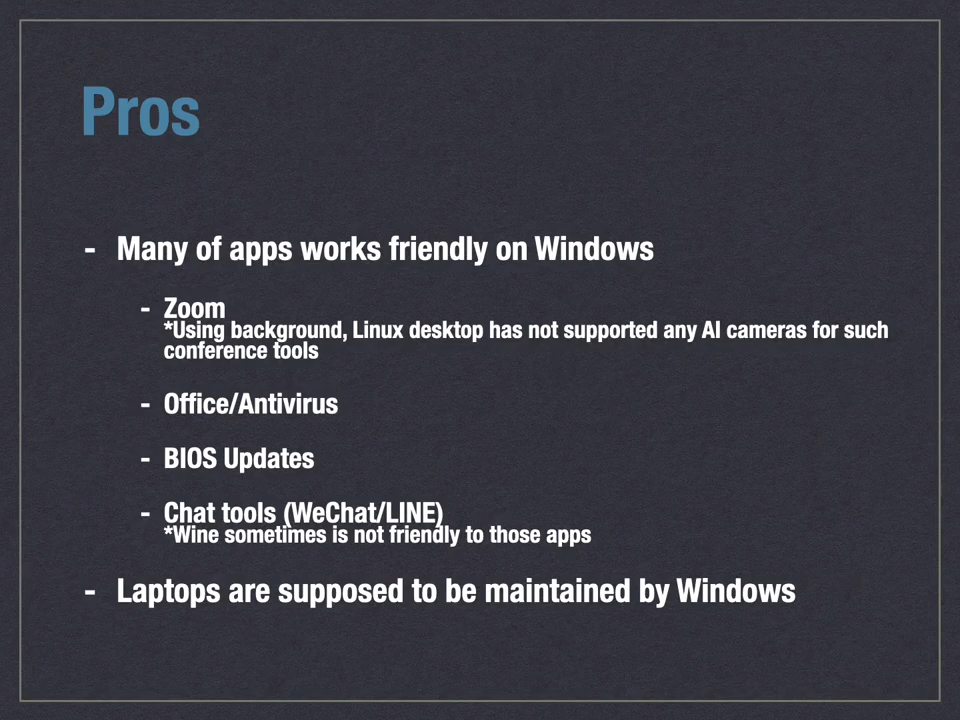 Pros
- Many of apps works friendly on Windows
- Zoom
*Using background, Linux desktop has not supported any AI cameras for such
conference tools
- Office/Antivirus
- BIOS Updates
- Chat tools (WeChat/LINE)
*Wine sometimes is not friendly to those apps
- Laptops are supposed to be maintained by Windows